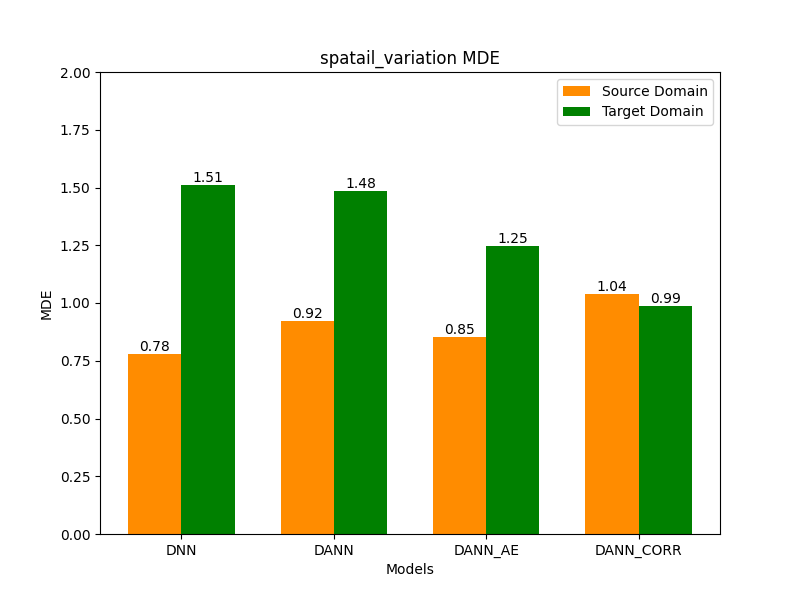 spatail_variation MDE
Source Domain
Target Domain
MDE
2.00
1.75
1.50
1.25
1.00
0.75
0.50
0.25
0.00
0.78
1.51
0.92
1.48
0.85
1.25
1.04
0.99
DNN
DANN
DANN_AE
DANN_CORR
Models